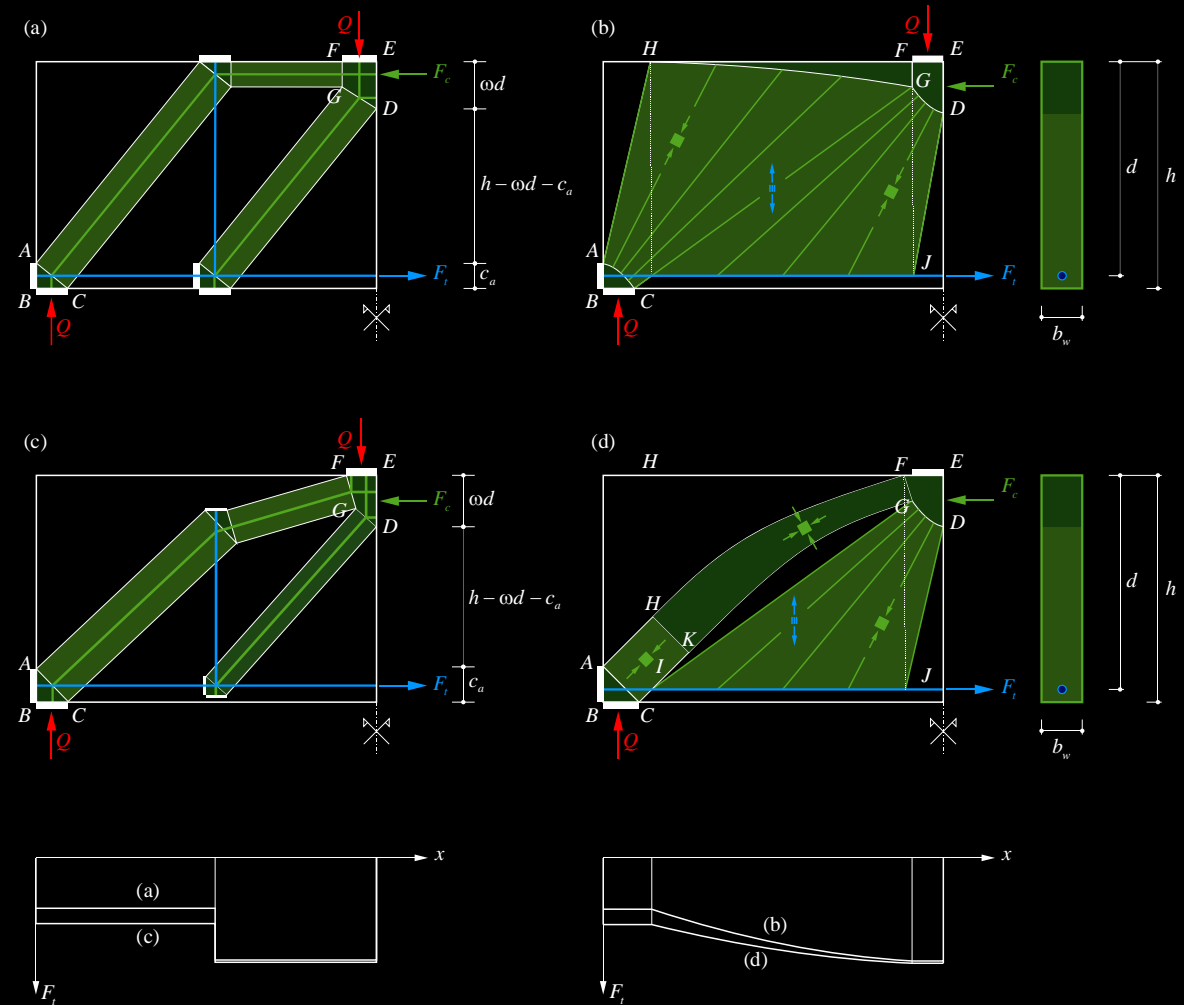 (a)
Q
F
E
F_c
ωd
G
D
h − ωd − c_a
A
c_a
F_t
B
C
Q
(b)
Q
H
F
E
G
F_c
D
d
h
A
J
F_t
B
C
Q
b_w
(c)
Q
F
E
F_c
ωd
G
D
h − ωd − c_a
A
c_a
F_t
B
C
Q
(d)
H
F
E
F_c
G
D
d
h
H
K
A
I
J
F_t
B
C
Q
b_w
x
(a)
(c)
F_t
x
(b)
(d)
F_t